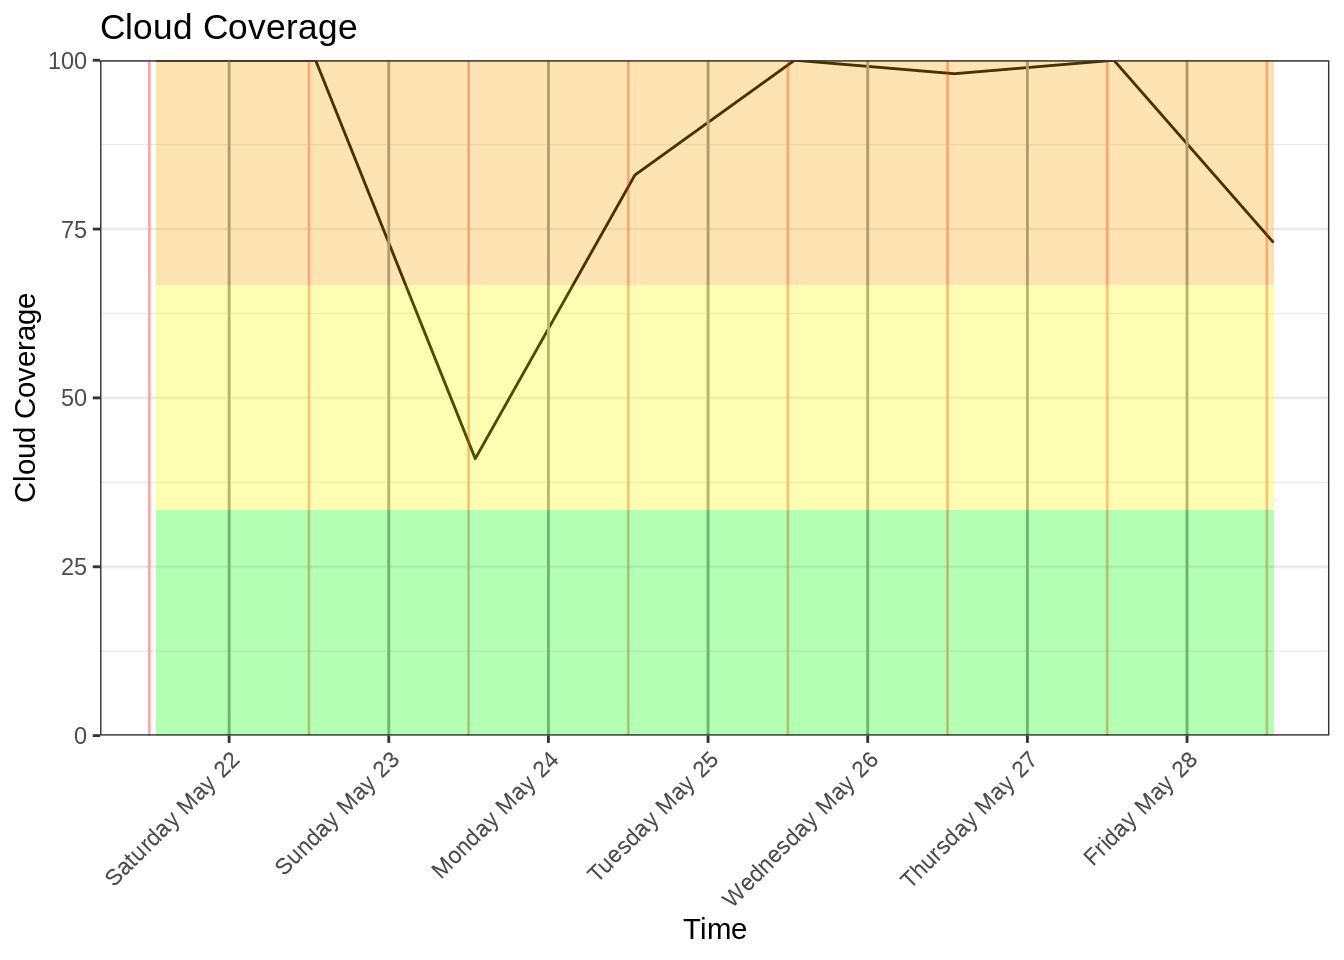 Cloud Coverage
Cloud Coverage
100
75
50
25
0
Saturday May 22
Sunday May 23
Monday May 24
Tuesday May 25
Wednesday May 26
Thursday May 27
Friday May 28
Time